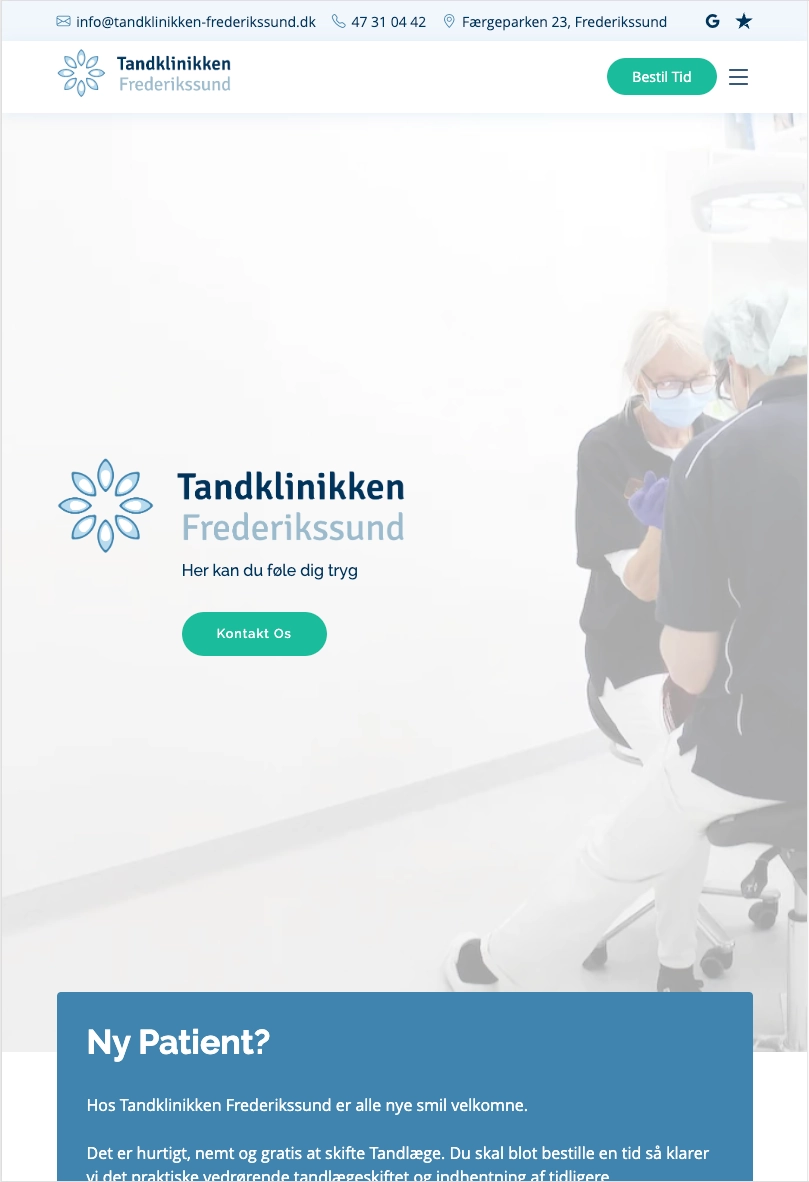 info@tandklinikken-frederikssund.dk 47 31 04 42 Færgeparken 23, Frederikssund G
Tandklinikken
Frederikssund
Bestil Tid
Tandklinikken
Frederikssund
Her kan du føle dig tryg
Kontakt Os
Ny Patient?
Hos Tandklinikken Frederikssund er alle nye smil velkomne.
Det er hurtigt, nemt og gratis at skifte Tandlæge. Du skal blot bestille en tid så klarer
vi det praktiske vedrørende tandlægeskiftet og indhentning af tidligere